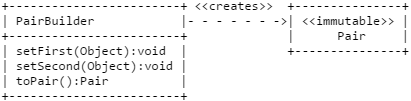 +------------------------+ <<creates>> +---------------+
| PairBuilder            |- - - - - - ->| <<immutable>> |
+------------------------+              |     Pair      |
| setFirst(Object):void  |              +---------------+
| setSecond(Object):void |
| toPair():Pair          |
+------------------------+